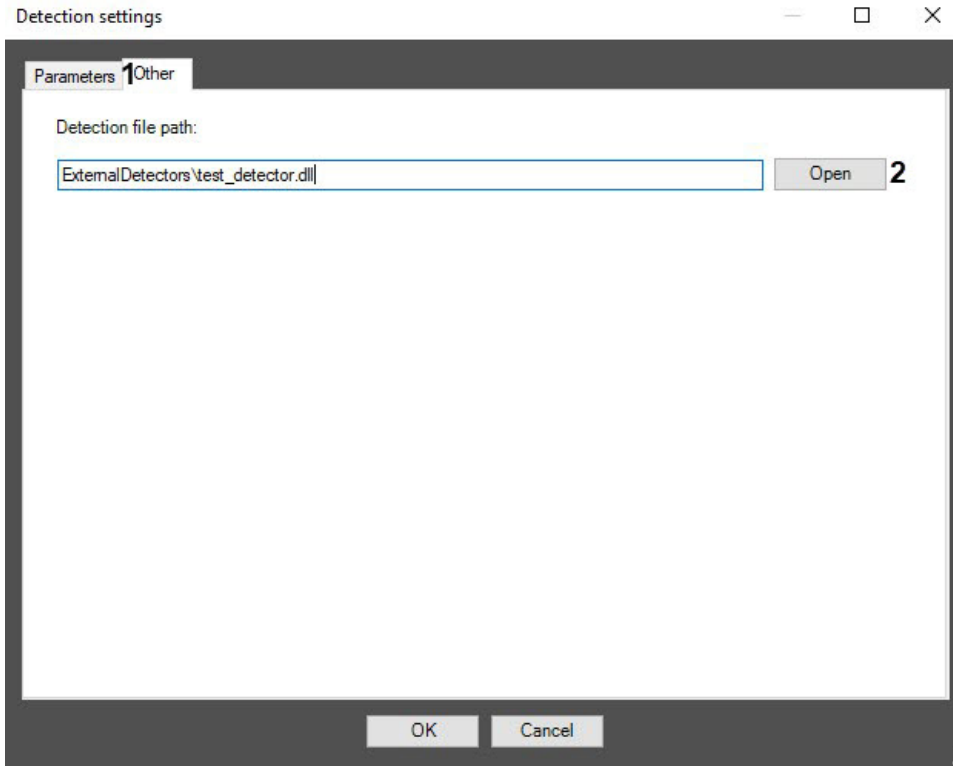 Detection settings
Parameters 1 Other
Detection file path:
ExternalDetectors\test_detector.dll
Open 2
OK Cancel